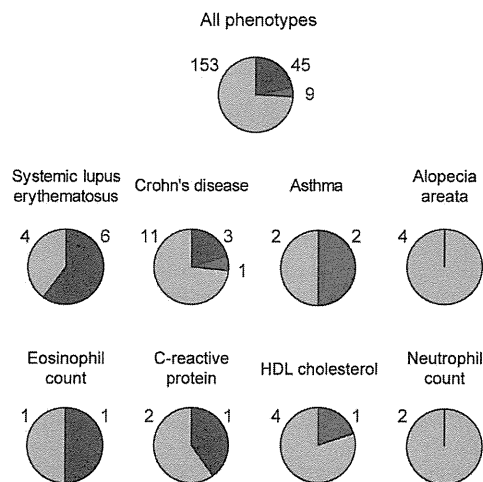 All phenotypes
153 45
9
Systemic lupus
erythematosus
Crohn's disease
Asthma
Alopecia
areata
4 6
11 3
1
2 2
4
Eosinophil
count
C-reactive
protein
HDL cholesterol
Neutrophil
count
1 1
2 1
4 1
2